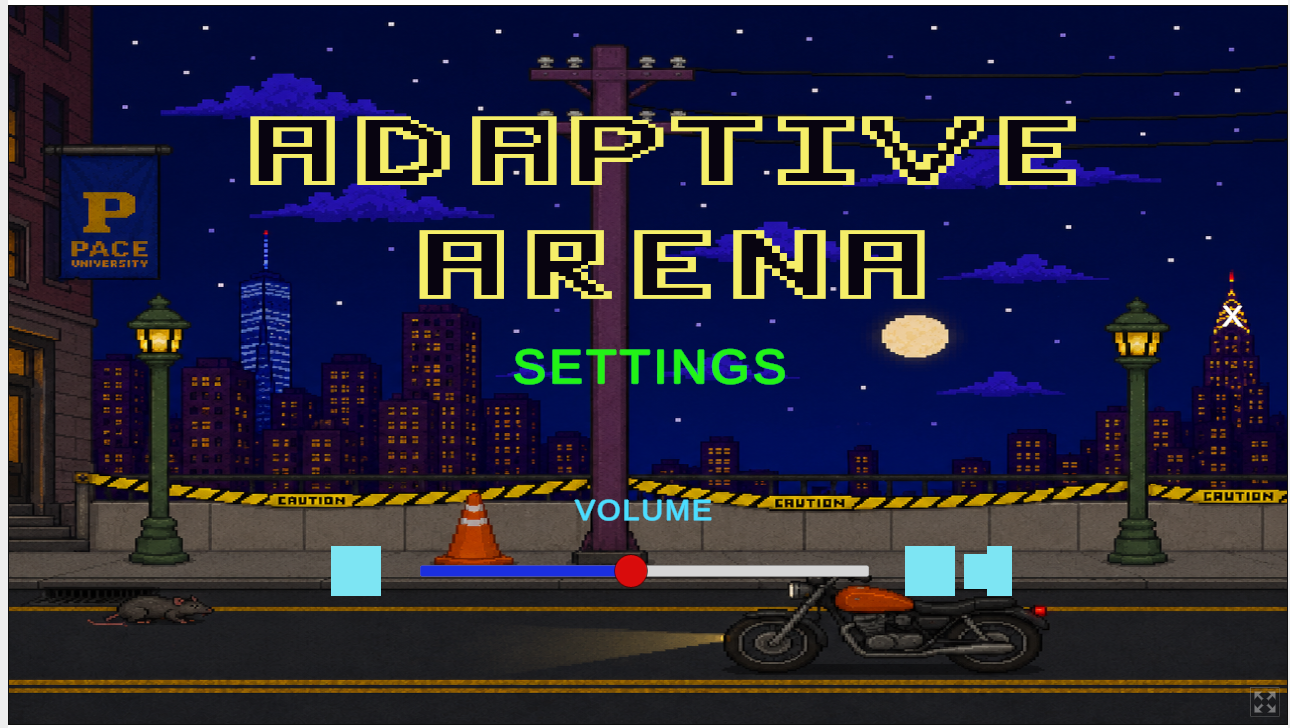 ADAPTIVE
ARENA
P
PACE
UNIVERSITY
X
SETTINGS
CAUTION
VOLUME
CAUTION
CAUTION